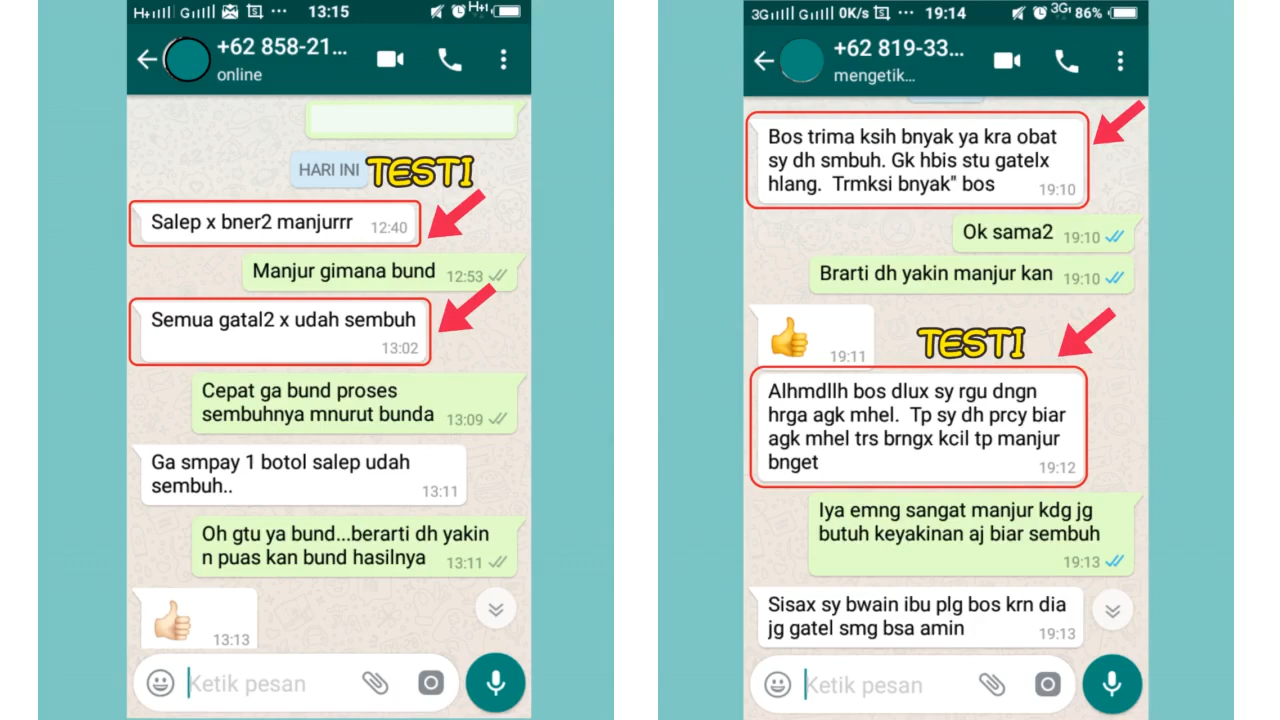 13:15
+62 858-21...
online
HARI INI
TESTI
Salep x bner2 manjurrr 12:40
Manjur gimana bund 12:53
Semua gatal2 x udah sembuh
13:02
Cepat ga bund proses
sembuhnya mnurut bunda 13:09
Ga smpay 1 botol salep udah
sembuh.. 13:11
Oh gtu ya bund...berarti dh yakin
n puas kan bund hasilnya 13:11
13:13
Ketik pesan
3G 0K/s 19:14 3G 86%
+62 819-33...
mengetik...
Bos trima ksih bnyak ya kra obat
sy dh smbuh. Gk hbis stu gatelx
hlang. Trmksi bnyak" bos 19:10
Ok sama2 19:10
Brarti dh yakin manjur kan 19:10
19:11
TESTI
Alhmdllh bos dlux sy rgu dngn
hrga agk mhel. Tp sy dh prcy biar
agk mhel trs brngx kcil tp manjur
bnget 19:12
Iya emng sangat manjur kdg jg
butuh keyakinan aj biar sembuh
19:13
Sisax sy bwain ibu plg bos krn dia
jg gatel smg bsa amin 19:13
Ketik pesan